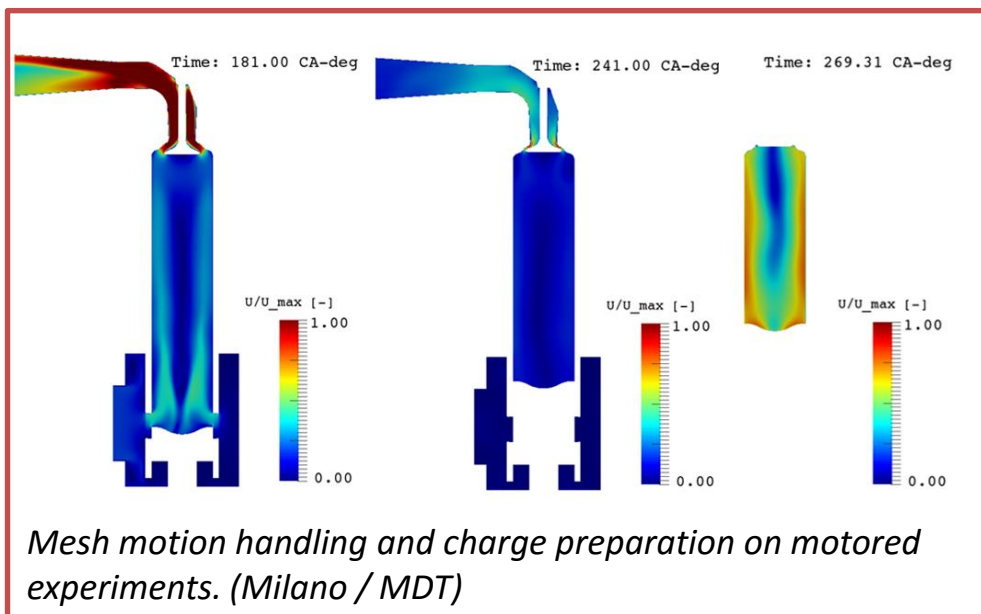 Time: 181.00 CA-deg
Time: 241.00 CA-deg
Time: 269.31 CA-deg
U/U_max [-]
1.00
0.00
U/U_max [-]
1.00
0.00
U/U_max [-]
1.00
0.00
Mesh motion handling and charge preparation on motored
experiments. (Milano / MDT)